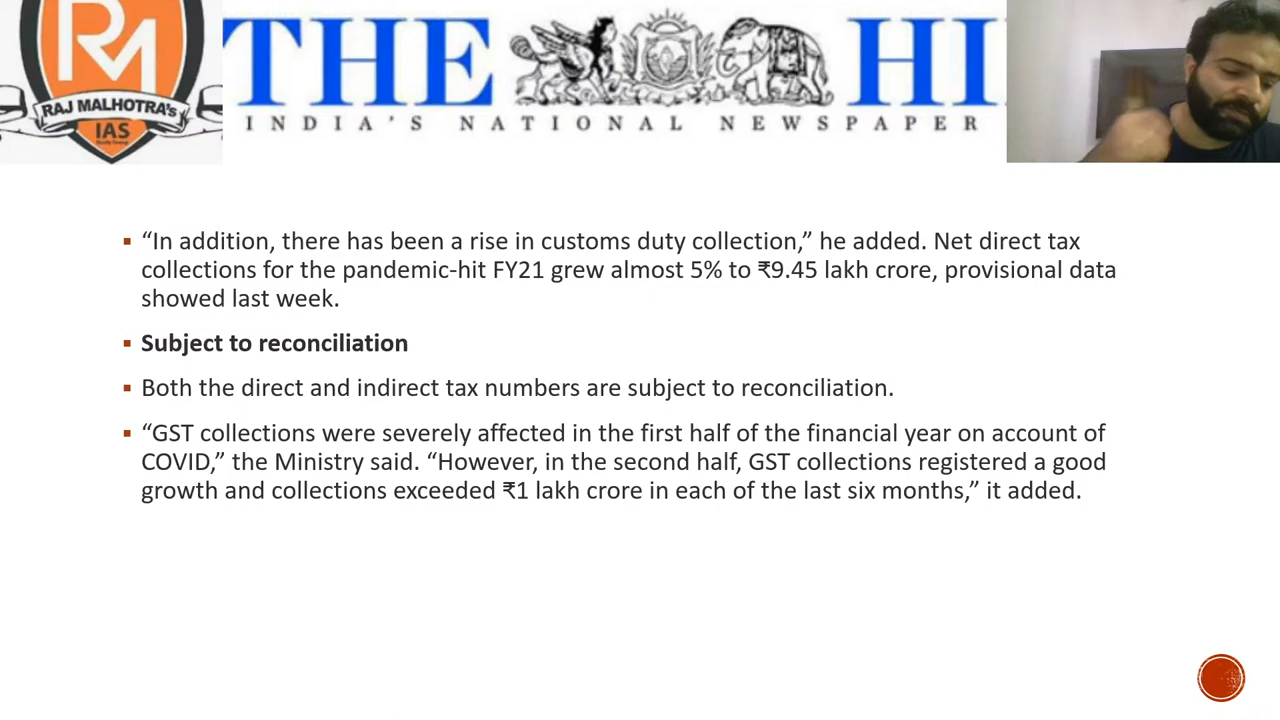 RM
RAJ MALHOTRA's
IAS
THE HI
INDIA'S NATIONAL NEWSPAPER
“In addition, there has been a rise in customs duty collection,” he added. Net direct tax
collections for the pandemic-hit FY21 grew almost 5% to ₹9.45 lakh crore, provisional data
showed last week.
Subject to reconciliation
Both the direct and indirect tax numbers are subject to reconciliation.
“GST collections were severely affected in the first half of the financial year on account of
COVID,” the Ministry said. “However, in the second half, GST collections registered a good
growth and collections exceeded ₹1 lakh crore in each of the last six months,” it added.